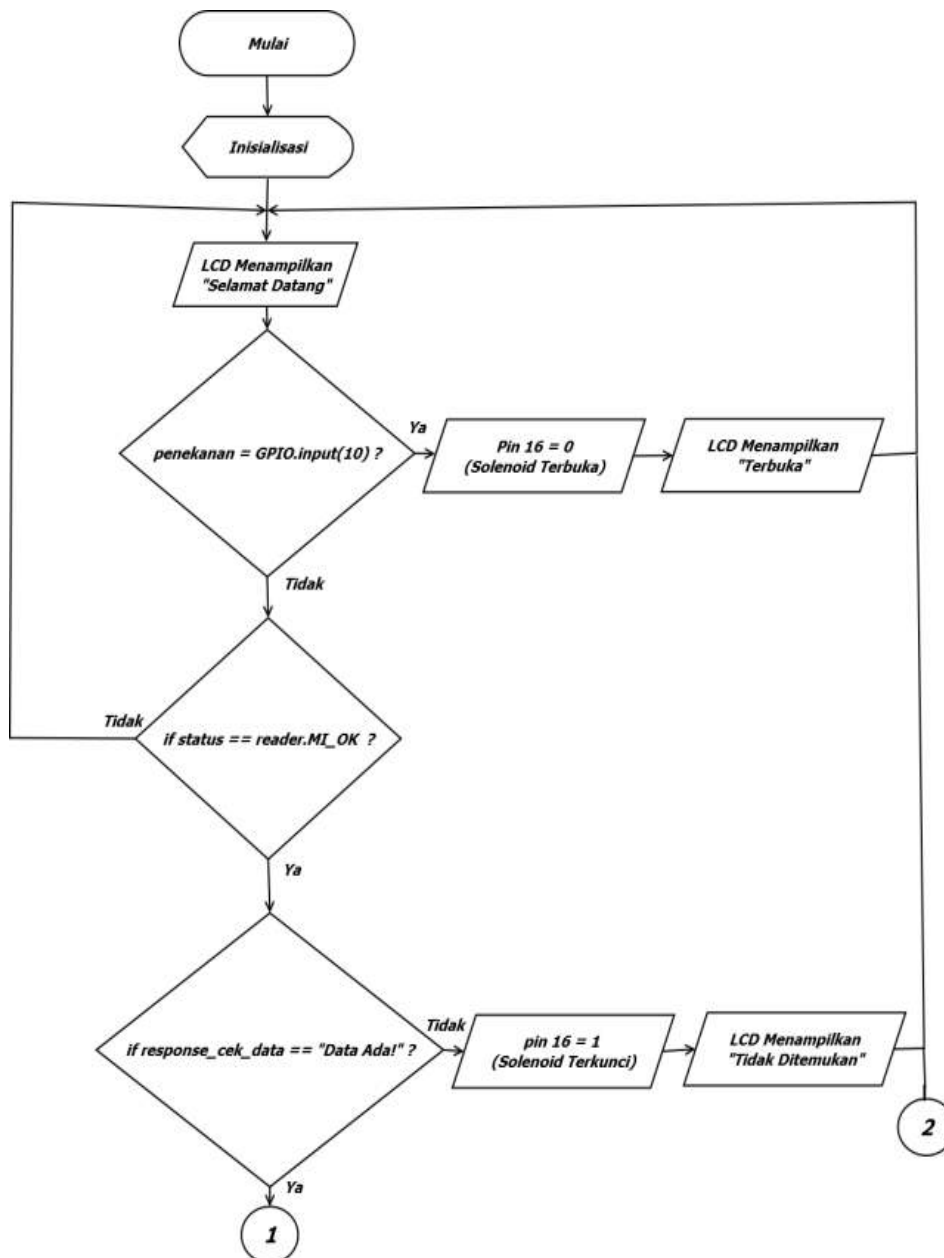 Mulai
Inisialisasi
LCD Menampilkan
"Selamat Datang"
penekanan = GPIO.input(10) ?
Ya
Pin 16 = 0
(Solenoid Terbuka)
LCD Menampilkan
"Terbuka"
Tidak
Tidak
if status == reader.MI_OK ?
Ya
if response_cek_data == "Data Ada!" ?
Tidak
pin 16 = 1
(Solenoid Terkunci)
LCD Menampilkan
"Tidak Ditemukan"
2
Ya
1